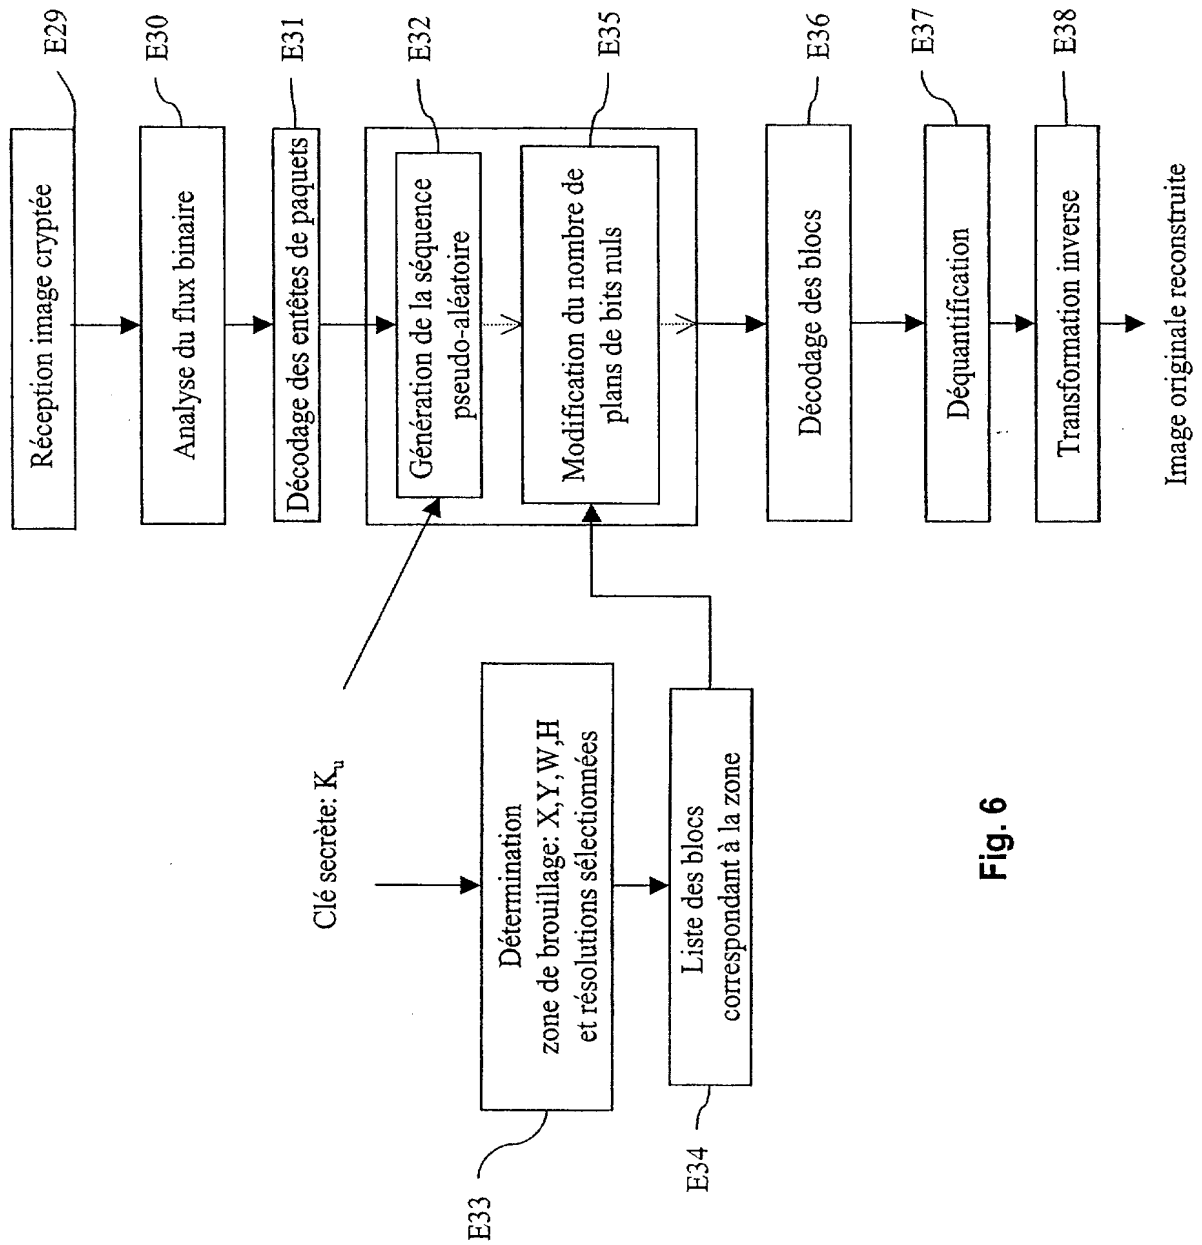 Réception image cryptée
E29
Analyse du flux binaire
E30
Décodage des entêtes de paquets
E31
Clé secrète: Ku
Génération de la séquence
pseudo-aléatoire
E32
Détermination
zone de brouillage: X,Y,W,H
et résolutions sélectionnées
E33
Liste des blocs
correspondant à la zone
E34
Modification du nombre de
plans de bits nuls
E35
Décodage des blocs
E36
Déquantification
E37
Transformation inverse
E38
Image originale reconstruite
Fig. 6